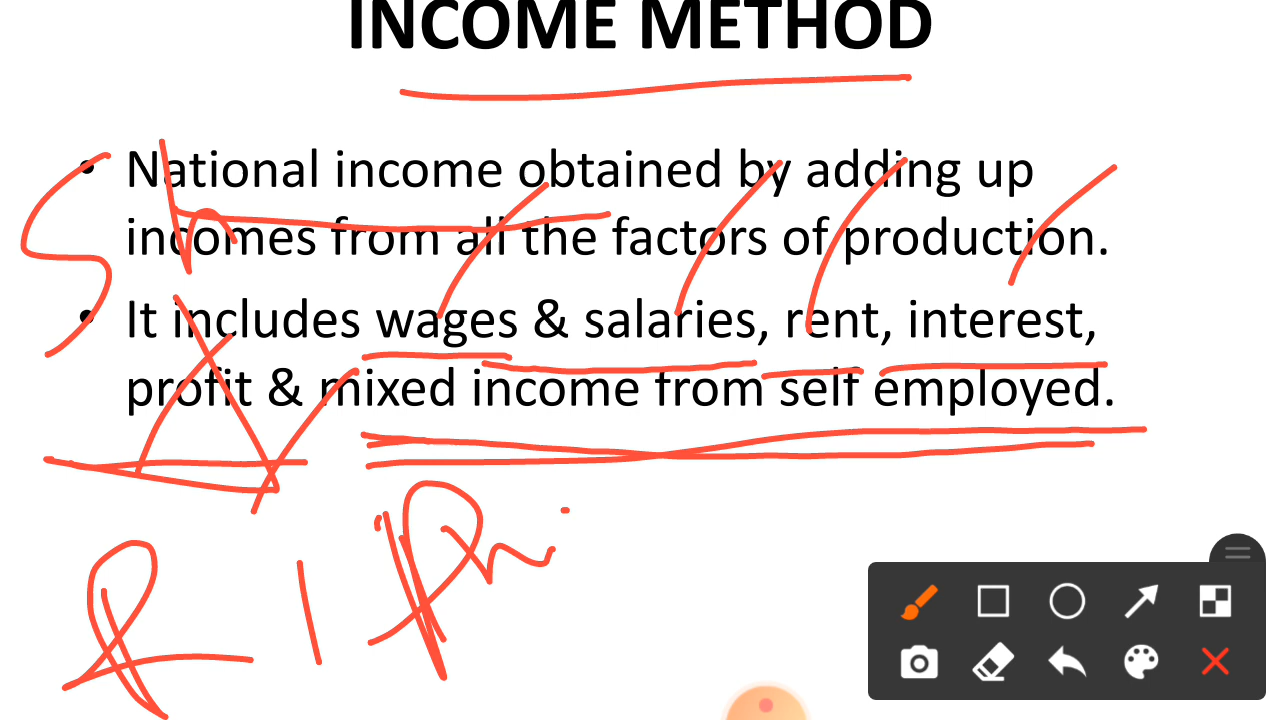 INCOME METHOD
• National income obtained by adding up
incomes from all the factors of production.
• It includes wages & salaries, rent, interest,
profit & mixed income from self employed.